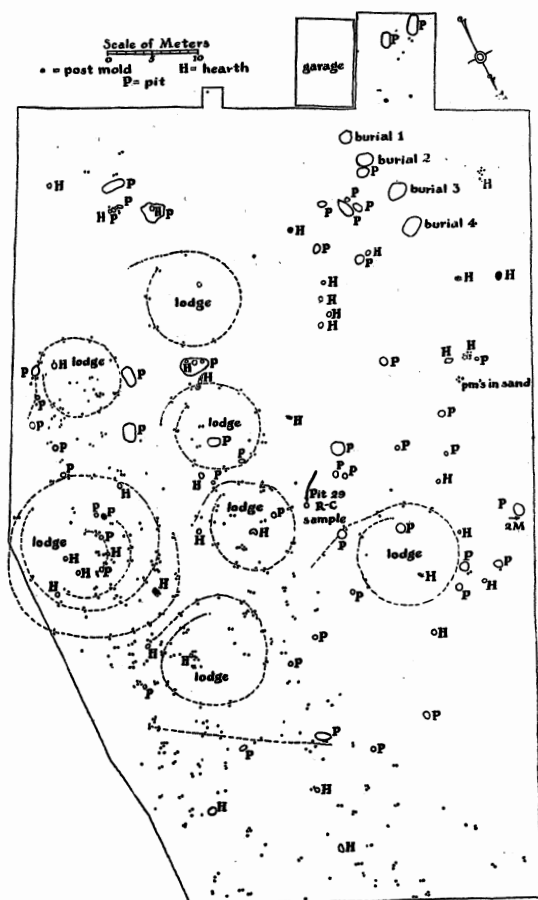 Scale of Meters
0 5 10
• = post mold H= hearth
P= pit
garage
P P
burial 1
burial 2
P
burial 3
H
burial 4
H P
H P P
H P
P P P P
H
P
H
P
H
H
H
H
H H
lodge
P H lodge P
H P
H
P
H
H P
pm's in sand
lodge
P
P
H
P
P
P
P
P
P
P
P
P P
P
H
H
P
H
Pit 29
R-C
sample
lodge
P
H
H
P
2M
P
P
lodge
P
P
H
H
H
P
H
H
P
lodge
H
H
P
P
P
H
P
H
H
lodge
P
P
H
P
P
P
P
P
H
H
H